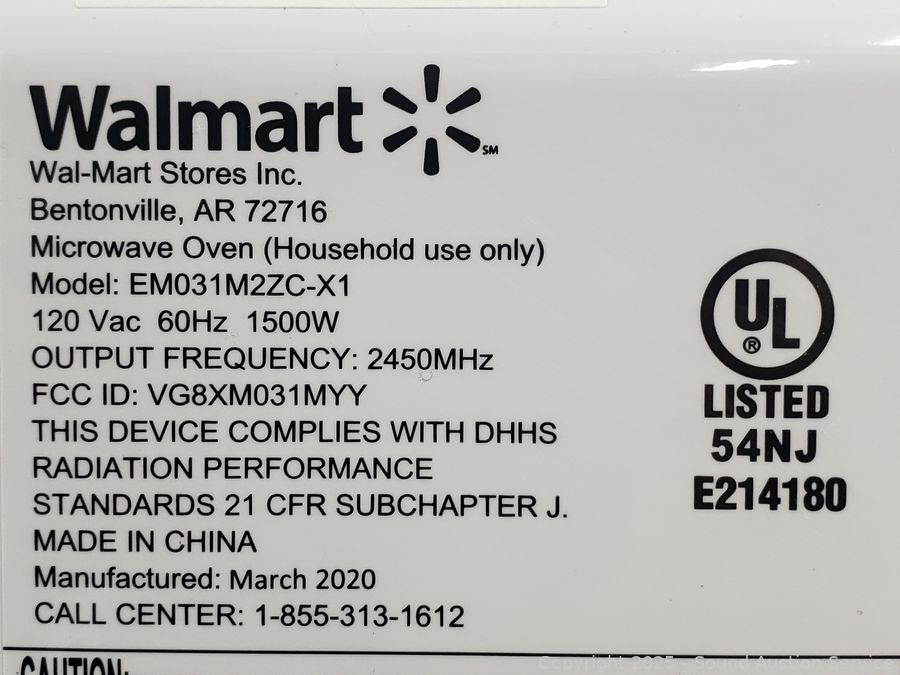 Walmart
SM
Wal-Mart Stores Inc.
Bentonville, AR 72716
Microwave Oven (Household use only)
Model: EM031M2ZC-X1
120 Vac 60Hz 1500W
OUTPUT FREQUENCY: 2450MHz
FCC ID: VG8XM031MYY
THIS DEVICE COMPLIES WITH DHHS
RADIATION PERFORMANCE
STANDARDS 21 CFR SUBCHAPTER J.
MADE IN CHINA
Manufactured: March 2020
CALL CENTER: 1-855-313-1612
UL
®
LISTED
54NJ
E214180
CAUTION:
Copyright 2025 - Sound Auction Service